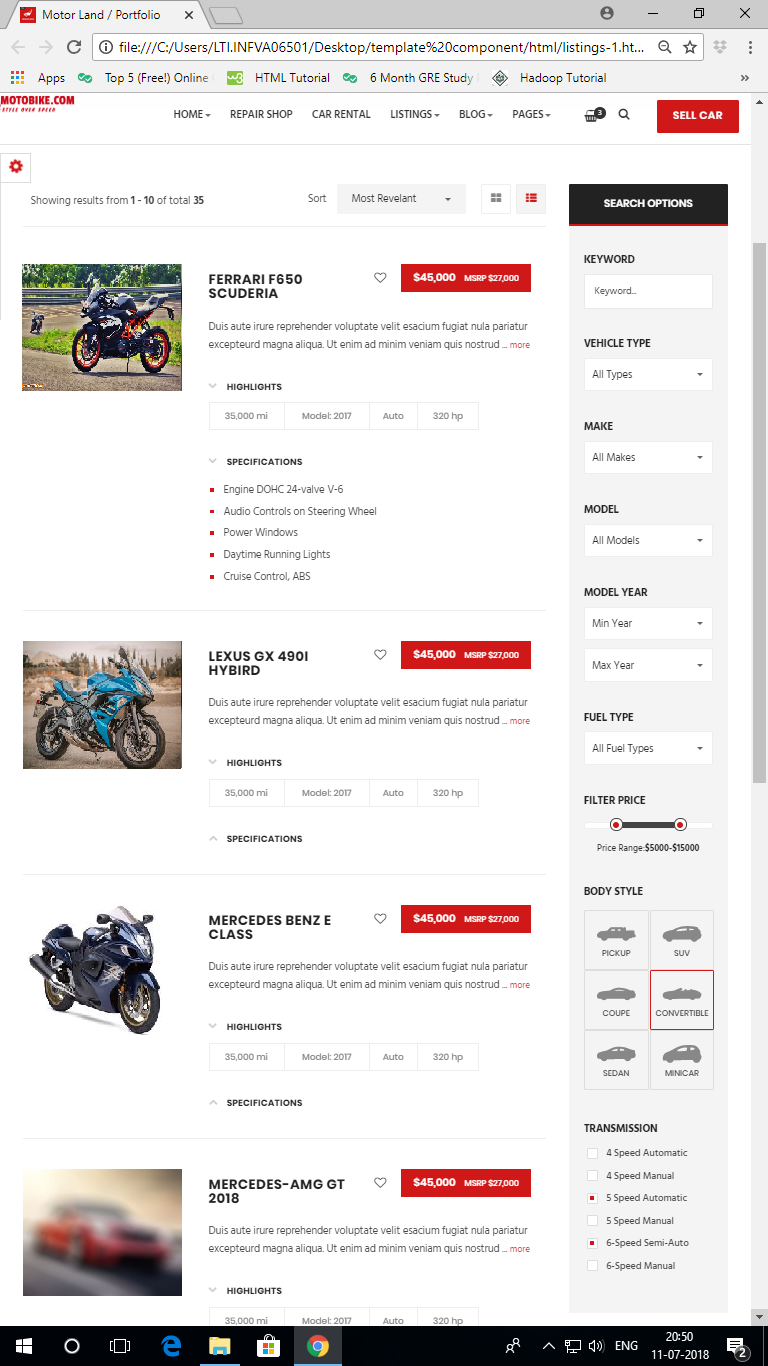 Motor Land / Portfolio
file:///C:/Users/LTI.INFVA06501/Desktop/template%20component/html/listings-1.ht...
Apps Top 5 (Free!) Online HTML Tutorial 6 Month GRE Study Hadoop Tutorial »
MOTOBIKE.COM
STYLE OVER SPEED
HOME REPAIR SHOP CAR RENTAL LISTINGS BLOG PAGES 3 SELL CAR
Showing results from 1 - 10 of total 35
Sort Most Revelant
FERRARI F650
SCUDERIA
$45,000 MSRP $27,000
Duis aute irure reprehender voluptate velit esacium fugiat nula pariatur
excepteurd magna aliqua. Ut enim ad minim veniam quis nostrud ... more
HIGHLIGHTS
35,000 mi Model: 2017 Auto 320 hp
SPECIFICATIONS
Engine DOHC 24-valve V-6
Audio Controls on Steering Wheel
Power Windows
Daytime Running Lights
Cruise Control, ABS
LEXUS GX 490I
HYBIRD
$45,000 MSRP $27,000
Duis aute irure reprehender voluptate velit esacium fugiat nula pariatur
excepteurd magna aliqua. Ut enim ad minim veniam quis nostrud ... more
HIGHLIGHTS
35,000 mi Model: 2017 Auto 320 hp
SPECIFICATIONS
MERCEDES BENZ E
CLASS
$45,000 MSRP $27,000
Duis aute irure reprehender voluptate velit esacium fugiat nula pariatur
excepteurd magna aliqua. Ut enim ad minim veniam quis nostrud ... more
HIGHLIGHTS
35,000 mi Model: 2017 Auto 320 hp
SPECIFICATIONS
MERCEDES-AMG GT
2018
$45,000 MSRP $27,000
Duis aute irure reprehender voluptate velit esacium fugiat nula pariatur
excepteurd magna aliqua. Ut enim ad minim veniam quis nostrud ... more
HIGHLIGHTS
35,000 mi Model: 2017 Auto 320 hp
SEARCH OPTIONS
KEYWORD
Keyword...
VEHICLE TYPE
All Types
MAKE
All Makes
MODEL
All Models
MODEL YEAR
Min Year
Max Year
FUEL TYPE
All Fuel Types
FILTER PRICE
Price Range:$5000-$15000
BODY STYLE
PICKUP SUV
COUPE CONVERTIBLE
SEDAN MINICAR
TRANSMISSION
4 Speed Automatic
4 Speed Manual
5 Speed Automatic
5 Speed Manual
6-Speed Semi-Auto
6-Speed Manual
ENG
20:50
11-07-2018
2